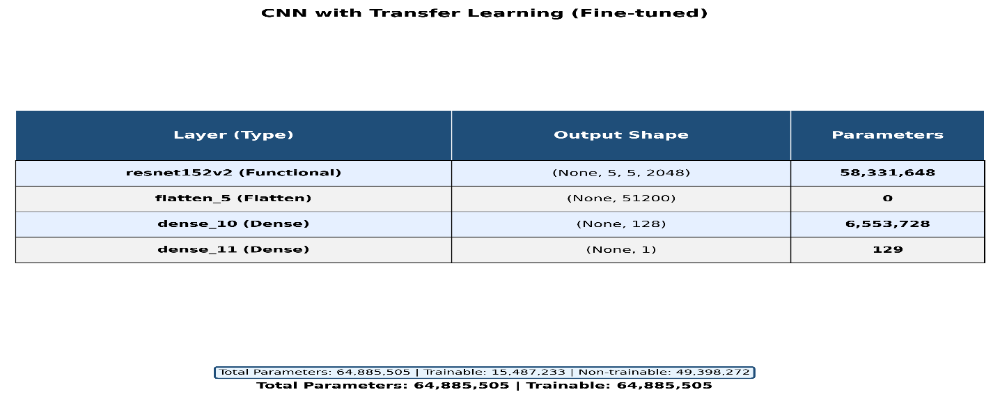 CNN with Transfer Learning (Fine-tuned)
Layer (Type) Output Shape Parameters
resnet152v2 (Functional) (None, 5, 5, 2048) 58,331,648
flatten_5 (Flatten) (None, 51200) 0
dense_10 (Dense) (None, 128) 6,553,728
dense_11 (Dense) (None, 1) 129
Total Parameters: 64,885,505 | Trainable: 15,487,233 | Non-trainable: 49,398,272
Total Parameters: 64,885,505 | Trainable: 64,885,505